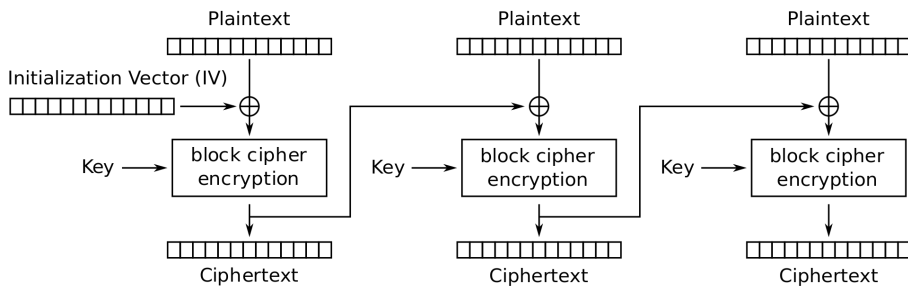 Plaintext
Plaintext
Plaintext
Initialization Vector (IV)
Key
block cipher
encryption
Key
block cipher
encryption
Key
block cipher
encryption
Ciphertext
Ciphertext
Ciphertext